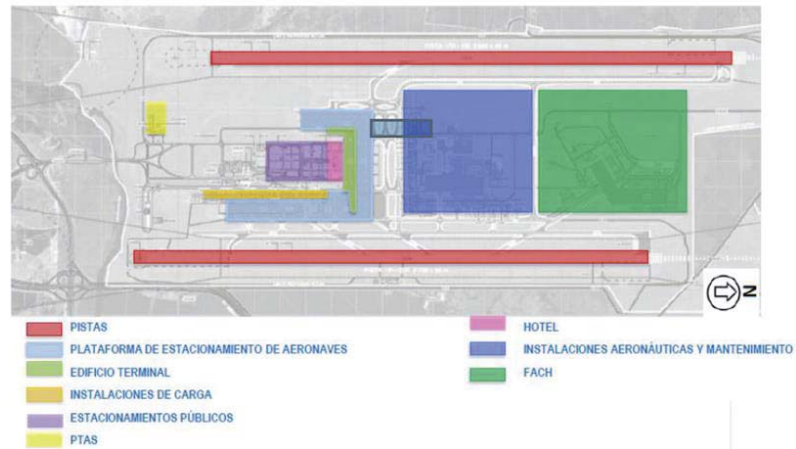 N
PISTAS
PLATAFORMA DE ESTACIONAMIENTO DE AERONAVES
EDIFICIO TERMINAL
INSTALACIONES DE CARGA
ESTACIONAMIENTOS PÚBLICOS
PTAS
HOTEL
INSTALACIONES AERONÁUTICAS Y MANTENIMIENTO
FACH